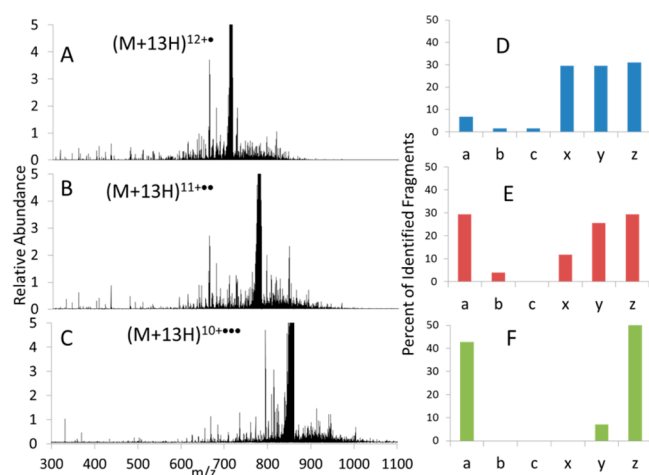 A
(M+13H)12+•
5
4
3
2
1
0
B
(M+13H)11+••
5
4
3
2
1
0
C
(M+13H)10+•••
5
4
3
2
1
0
300 400 500 600 700 800 900 1000 1100
m/z
Relative Abundance
D
50
40
30
20
10
0
a b c x y z
E
50
40
30
20
10
0
a b c x y z
F
50
40
30
20
10
0
a b c x y z
Percent of Identified Fragments